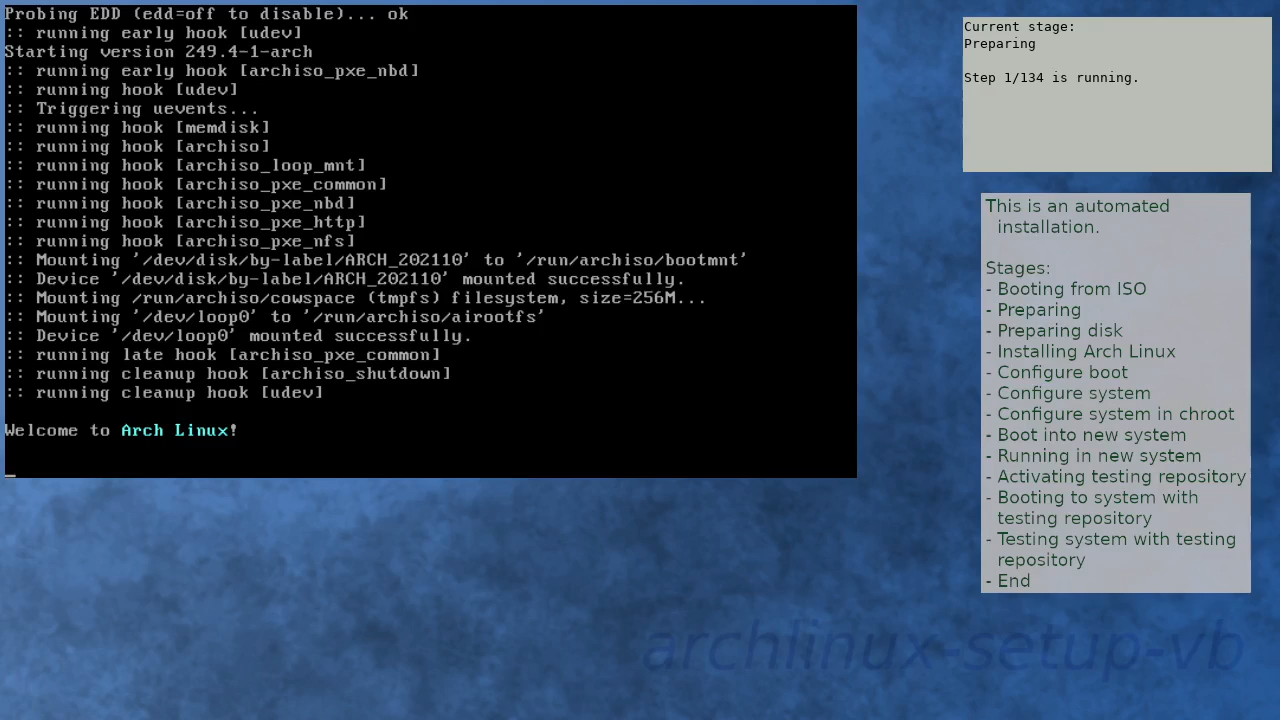 Probing EDD (edd=off to disable)... ok
:: running early hook [udev]
Starting version 249.4-1-arch
:: running early hook [archiso_pxe_nbd]
:: running hook [udev]
:: Triggering uevents...
:: running hook [memdisk]
:: running hook [archiso]
:: running hook [archiso_loop_mnt]
:: running hook [archiso_pxe_common]
:: running hook [archiso_pxe_nbd]
:: running hook [archiso_pxe_http]
:: running hook [archiso_pxe_nfs]
:: Mounting '/dev/disk/by-label/ARCH_202110' to '/run/archiso/bootmnt'
:: Device '/dev/disk/by-label/ARCH_202110' mounted successfully.
:: Mounting /run/archiso/cowspace (tmpfs) filesystem, size=256M...
:: Mounting '/dev/loop0' to '/run/archiso/airootfs'
:: Device '/dev/loop0' mounted successfully.
:: running late hook [archiso_pxe_common]
:: running cleanup hook [archiso_shutdown]
:: running cleanup hook [udev]
Welcome to Arch Linux!
_
Current stage:
Preparing
Step 1/134 is running.
This is an automated
installation.
Stages:
- Booting from ISO
- Preparing
- Preparing disk
- Installing Arch Linux
- Configure boot
- Configure system
- Configure system in chroot
- Boot into new system
- Running in new system
- Activating testing repository
- Booting to system with
testing repository
- Testing system with testing
repository
- End
archlinux-setup-vb